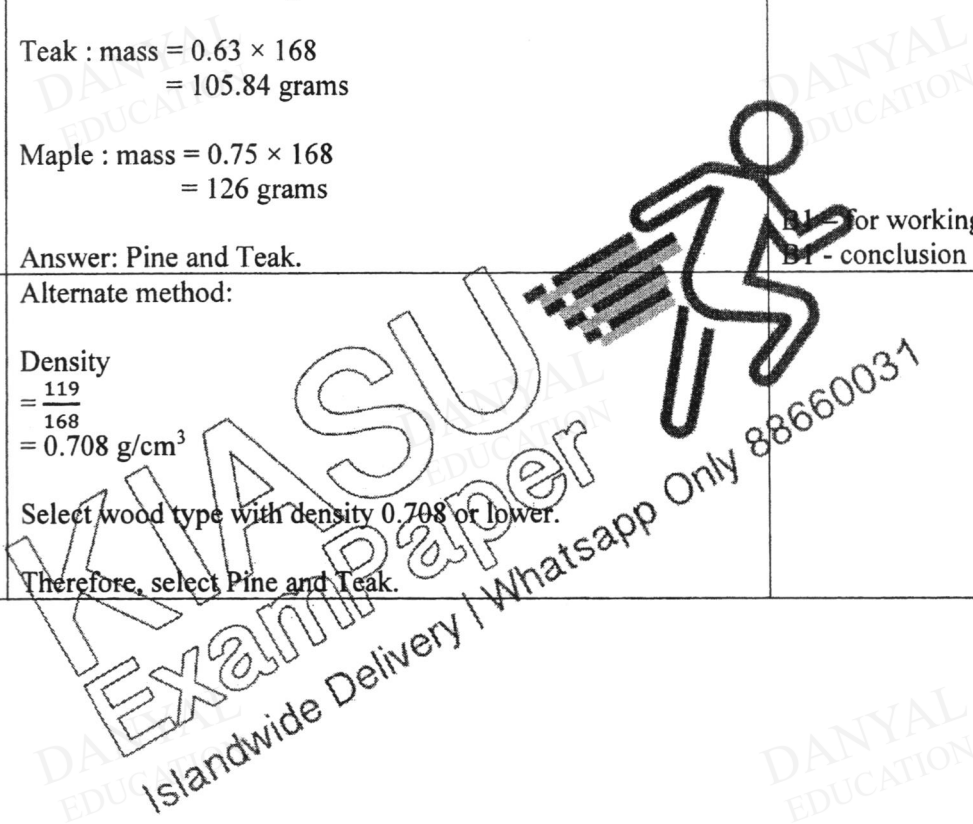 Teak : mass = 0.63 × 168
= 105.84 grams
Maple : mass = 0.75 × 168
= 126 grams
B1 – for working
Answer: Pine and Teak.
B1 - conclusion
Alternate method:
Density
= 119/168
= 0.708 g/cm³
Select wood type with density 0.708 or lower.
Therefore, select Pine and Teak.
KIASU
ExamPaper
Islandwide Delivery | Whatsapp Only 88660031
DANYAL
EDUCATION
DANYAL
EDUCATION
DANYAL
EDUCATION
DANYAL
EDUCATION
DANYAL
EDUCATION